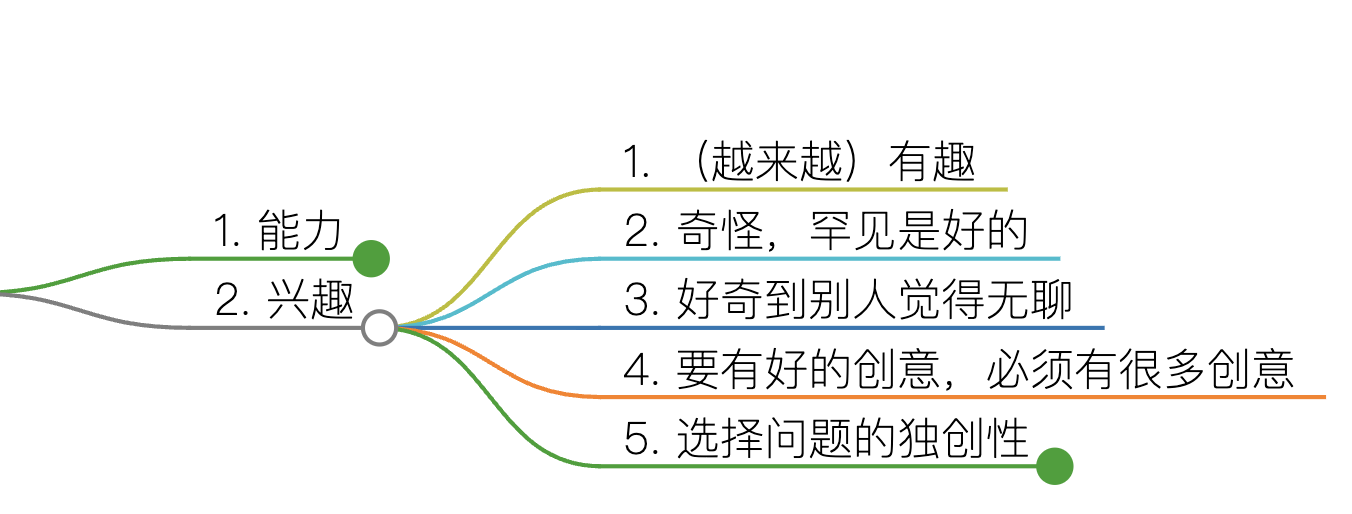 1. 能力
2. 兴趣
1. （越来越）有趣
2. 奇怪，罕见是好的
3. 好奇到别人觉得无聊
4. 要有好的创意，必须有很多创意
5. 选择问题的独创性